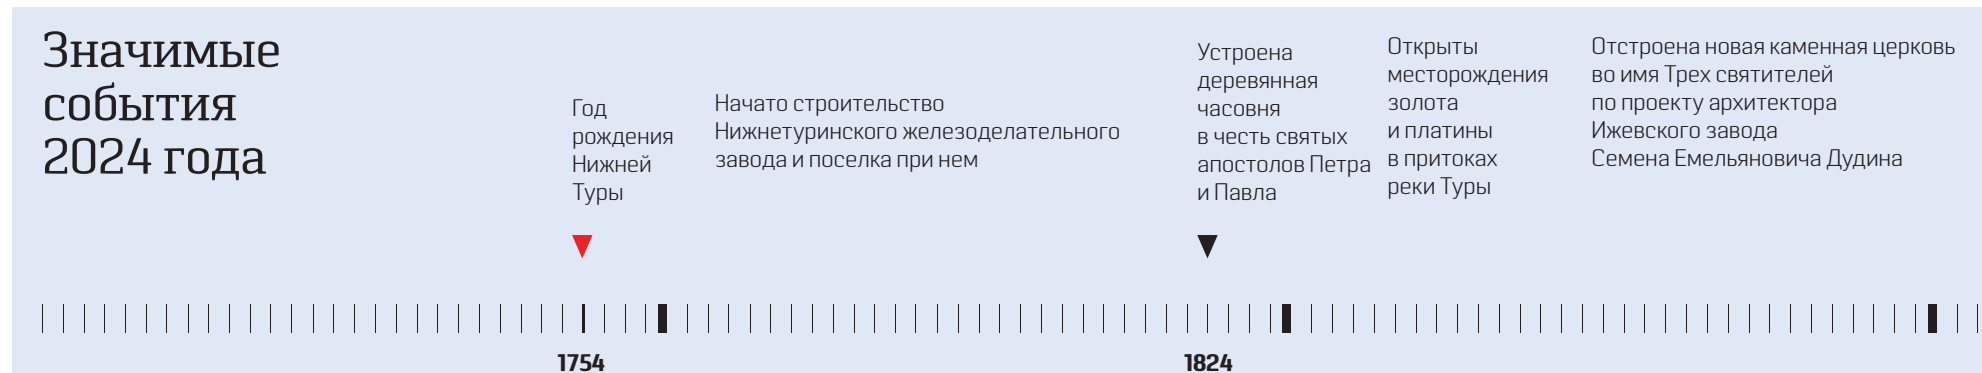 Значимые
события
2024 года
Год
рождения
Нижней
Туры
Начато строительство
Нижнетуринского железоделательного
завода и поселка при нем
Устроена
деревянная
часовня
в честь святых
апостолов Петра
и Павла
Открыты
месторождения
золота
и платины
в притоках
реки Туры
Отстроена новая каменная церковь
во имя Трех святителей
по проекту архитектора
Ижевского завода
Семена Емельяновича Дудина
1754
1824